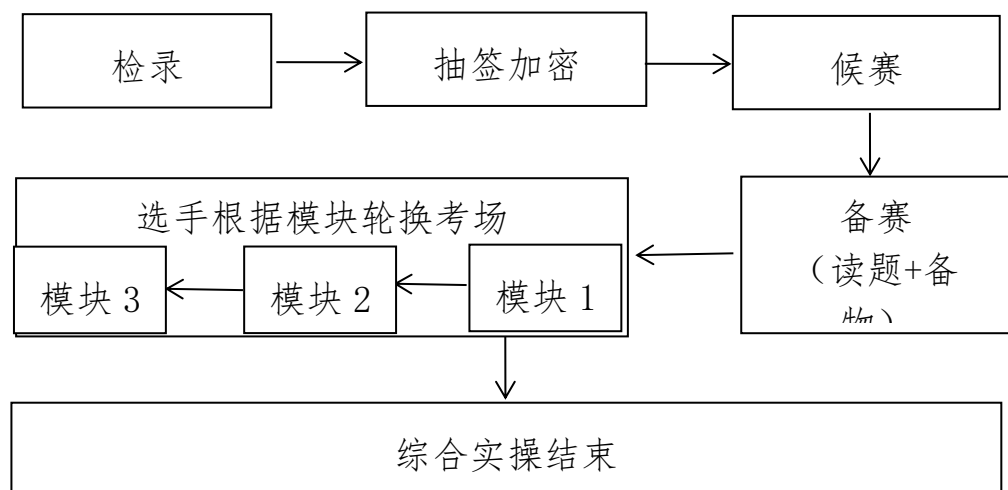 检录
抽签加密
候赛
备赛
（读题+备
物）
选手根据模块轮换考场
模块 1
模块 2
模块 3
综合实操结束